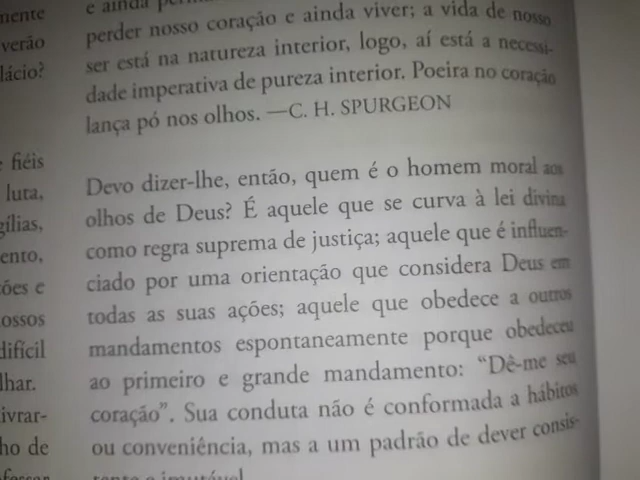 mente
verão
lácio?
fiéis
luta,
gílias,
ento,
ões e
ossos
difícil
lhar.
ivrar-
ho de
e ainda
perder nosso coração e ainda viver; a vida de nosso
ser está na natureza interior, logo, aí está a necessi-
dade imperativa de pureza interior. Poeira no coração
lança pó nos olhos. —C. H. SPURGEON
Devo dizer-lhe, então, quem é o homem moral aos
olhos de Deus? É aquele que se curva à lei divina
como regra suprema de justiça; aquele que é influen-
ciado por uma orientação que considera Deus em
todas as suas ações; aquele que obedece a outros
mandamentos espontaneamente porque obedeceu
ao primeiro e grande mandamento: “Dê-me seu
coração”. Sua conduta não é conformada a hábitos
ou conveniência, mas a um padrão de dever consis-
tente e imutável